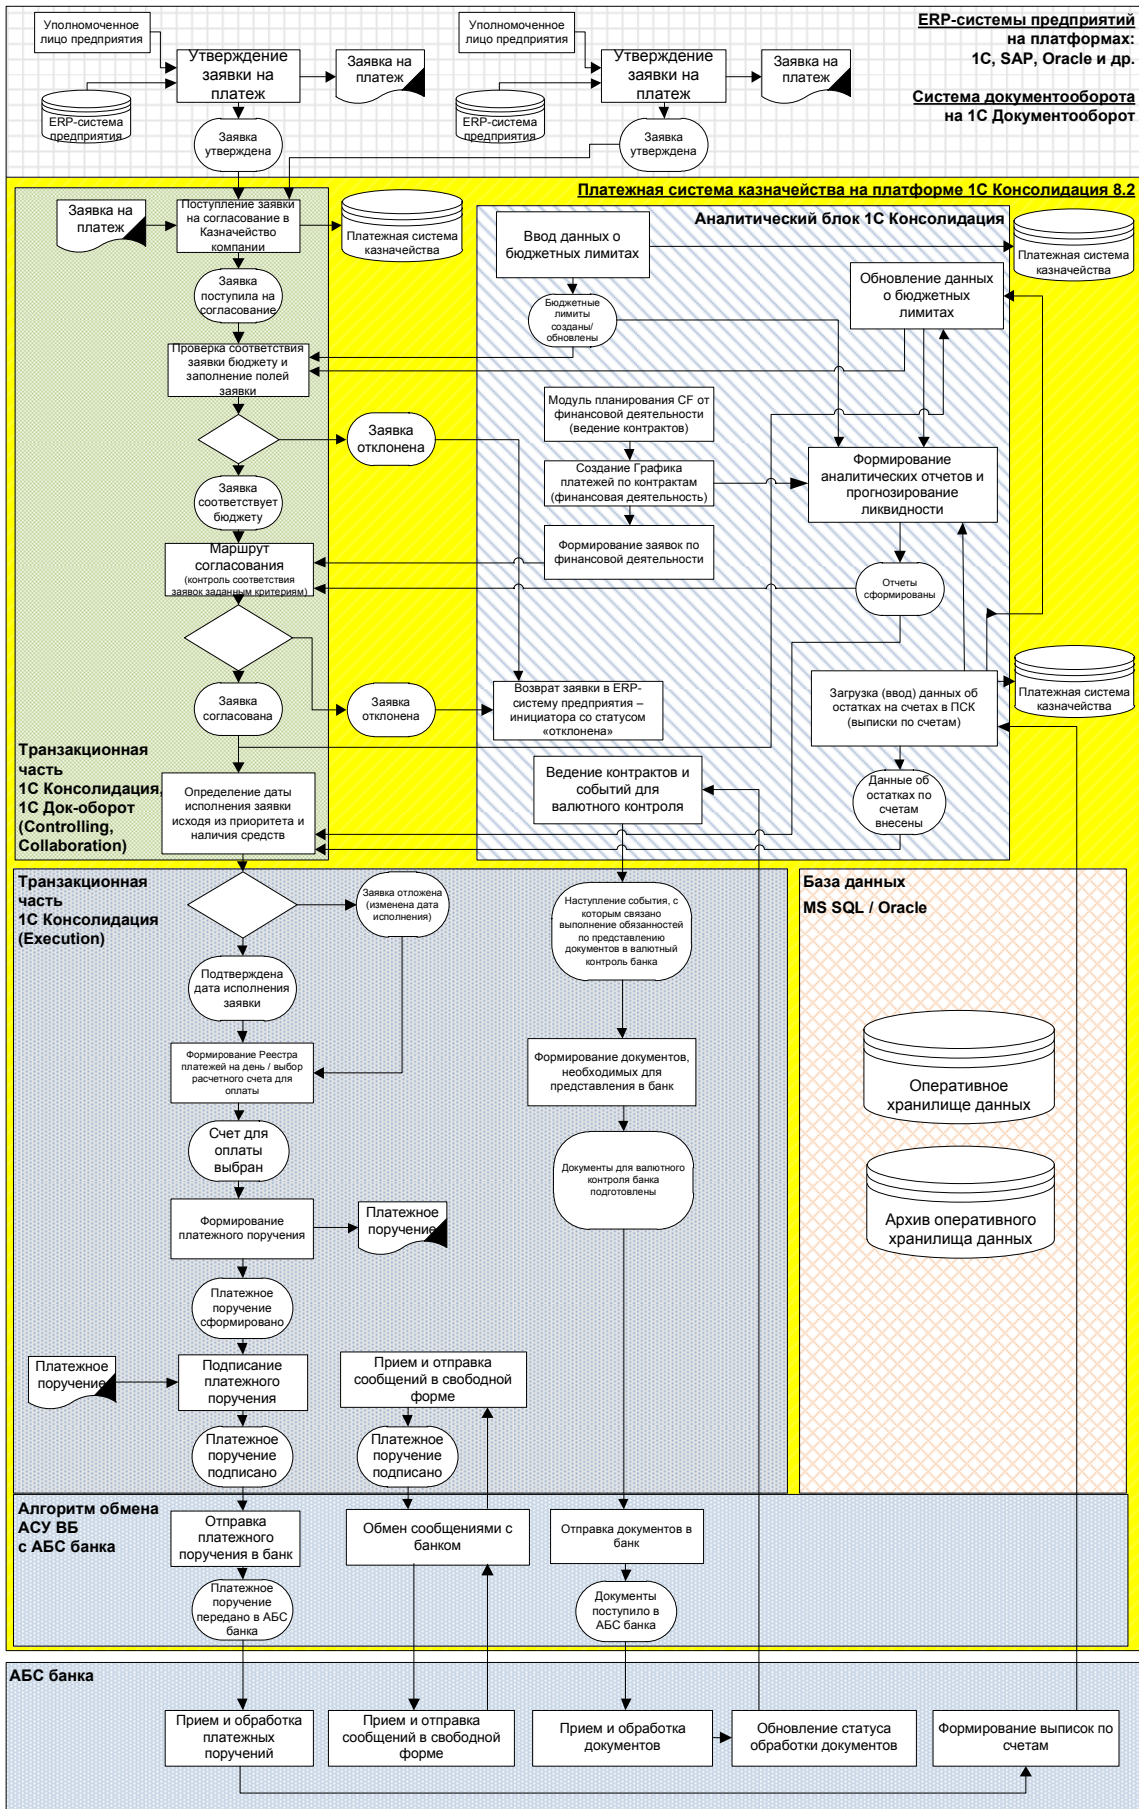 Уполномоченное
лицо предприятия
Утверждение
заявки на
платеж
Заявка на
платеж
ERP-система
предприятия
Заявка
утверждена
Уполномоченное
лицо предприятия
Утверждение
заявки на
платеж
Заявка на
платеж
ERP-система
предприятия
Заявка
утверждена
ERP-системы предприятий
на платформах:
1С, SAP, Oracle и др.
Система документооборота
на 1С Документооборот
Платежная система казначейства на платформе 1С Консолидация 8.2
Заявка на
платеж
Поступление заявки
на согласование в
Казначейство
компании
Платежная система
казначейства
Аналитический блок 1С Консолидация
Ввод данных о
бюджетных лимитах
Платежная система
казначейства
Заявка
поступила на
согласование
Бюджетные
лимиты
созданы/
обновлены
Обновление данных
о бюджетных
лимитах
Проверка соответствия
заявки бюджету и
заполнение полей
заявки
Модуль планирования CF от
финансовой деятельности
(ведение контрактов)
Заявка
отклонена
Создание Графика
платежей по контрактам
(финансовая деятельность)
Формирование
аналитических отчетов и
прогнозирование
ликвидности
Заявка
соответствует
бюджету
Маршрут
согласования
(контроль соответствия
заявок заданным критериям)
Формирование заявок по
финансовой деятельности
Отчеты
сформированы
Заявка
согласована
Заявка
отклонена
Возврат заявки в ERP-
систему предприятия –
инициатора со статусом
«отклонена»
Загрузка (ввод) данных об
остатках на счетах в ПСК
(выписки по счетам)
Платежная система
казначейства
Транзакционная
часть
1С Консолидация,
1С Док-оборот
(Controlling,
Collaboration)
Определение даты
исполнения заявки
исходя из приоритета и
наличия средств
Ведение контрактов и
событий для
валютного контроля
Данные об
остатках по
счетам
внесены
Транзакционная
часть
1С Консолидация
(Execution)
Заявка отложена
(изменена дата
исполнения)
Наступление события, с
которым связано
выполнение обязанностей
по представлению
документов в валютный
контроль банка
База данных
MS SQL / Oracle
Подтверждена
дата исполнения
заявки
Формирование Реестра
платежей на день / выбор
расчетного счета для
оплаты
Формирование документов,
необходимых для
представления в банк
Оперативное
хранилище данных
Счет для
оплаты
выбран
Документы для валютного
контроля банка
подготовлены
Архив оперативного
хранилища данных
Формирование
платежного поручения
Платежное
поручение
Платежное
поручение
сформировано
Платежное
поручение
Подписание
платежного
поручения
Прием и отправка
сообщений в свободной
форме
Платежное
поручение
подписано
Платежное
поручение
подписано
Алгоритм обмена
АСУ ВБ
с АБС банка
Отправка
платежного
поручения в банк
Обмен сообщениями с
банком
Отправка документов в
банк
Платежное
поручение
передано в АБС
банка
Документы
поступило в
АБС банка
АБС банка
Прием и обработка
платежных
поручений
Прием и отправка
сообщений в свободной
форме
Прием и обработка
документов
Обновление статуса
обработки документов
Формирование выписок по
счетам